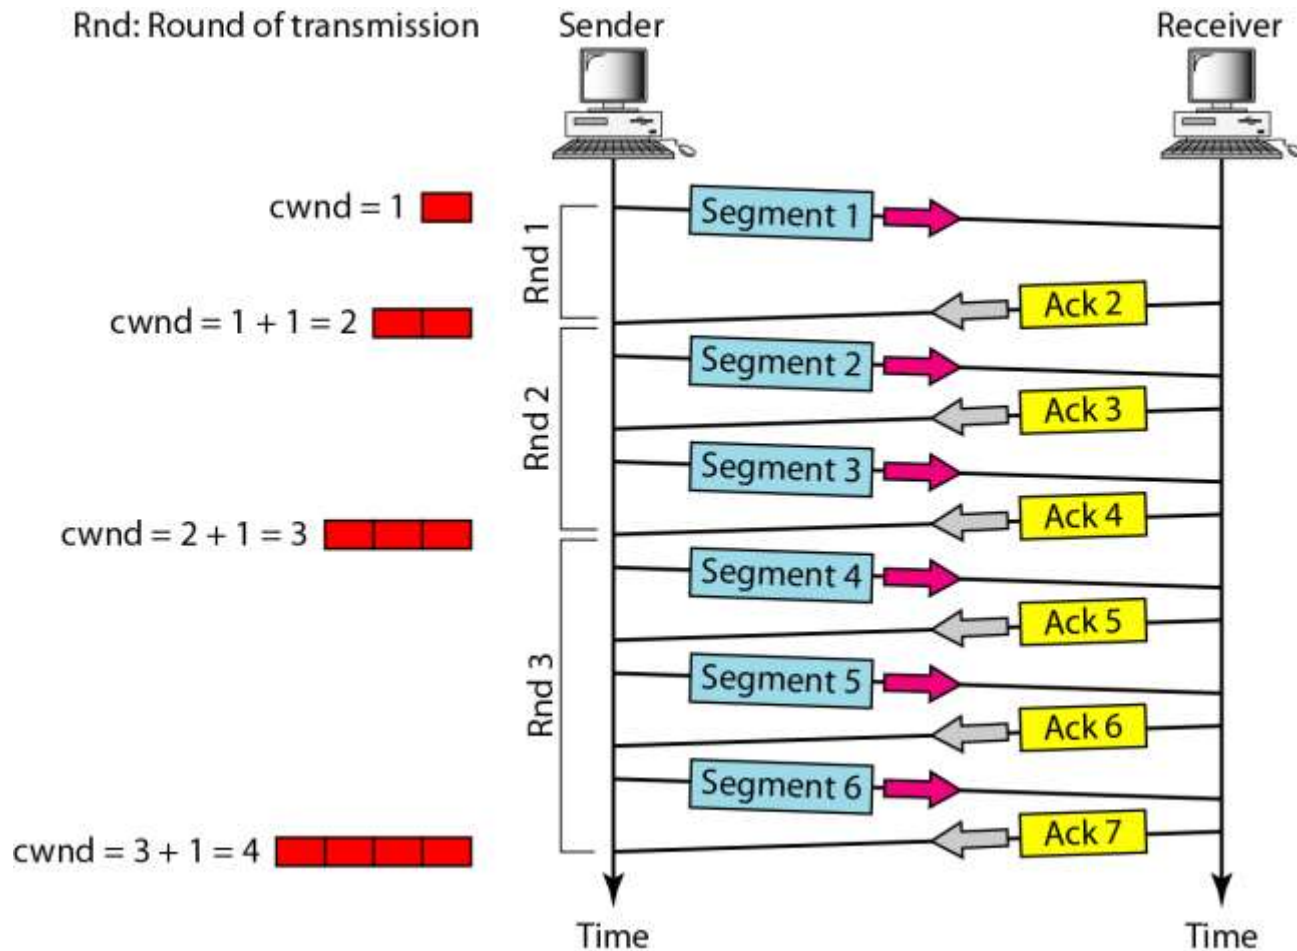 Rnd: Round of transmission
Sender
Receiver
cwnd = 1
Rnd 1
Segment 1
Ack 2
cwnd = 1 + 1 = 2
Rnd 2
Segment 2
Ack 3
Segment 3
Ack 4
cwnd = 2 + 1 = 3
Rnd 3
Segment 4
Ack 5
Segment 5
Ack 6
Segment 6
Ack 7
cwnd = 3 + 1 = 4
Time
Time